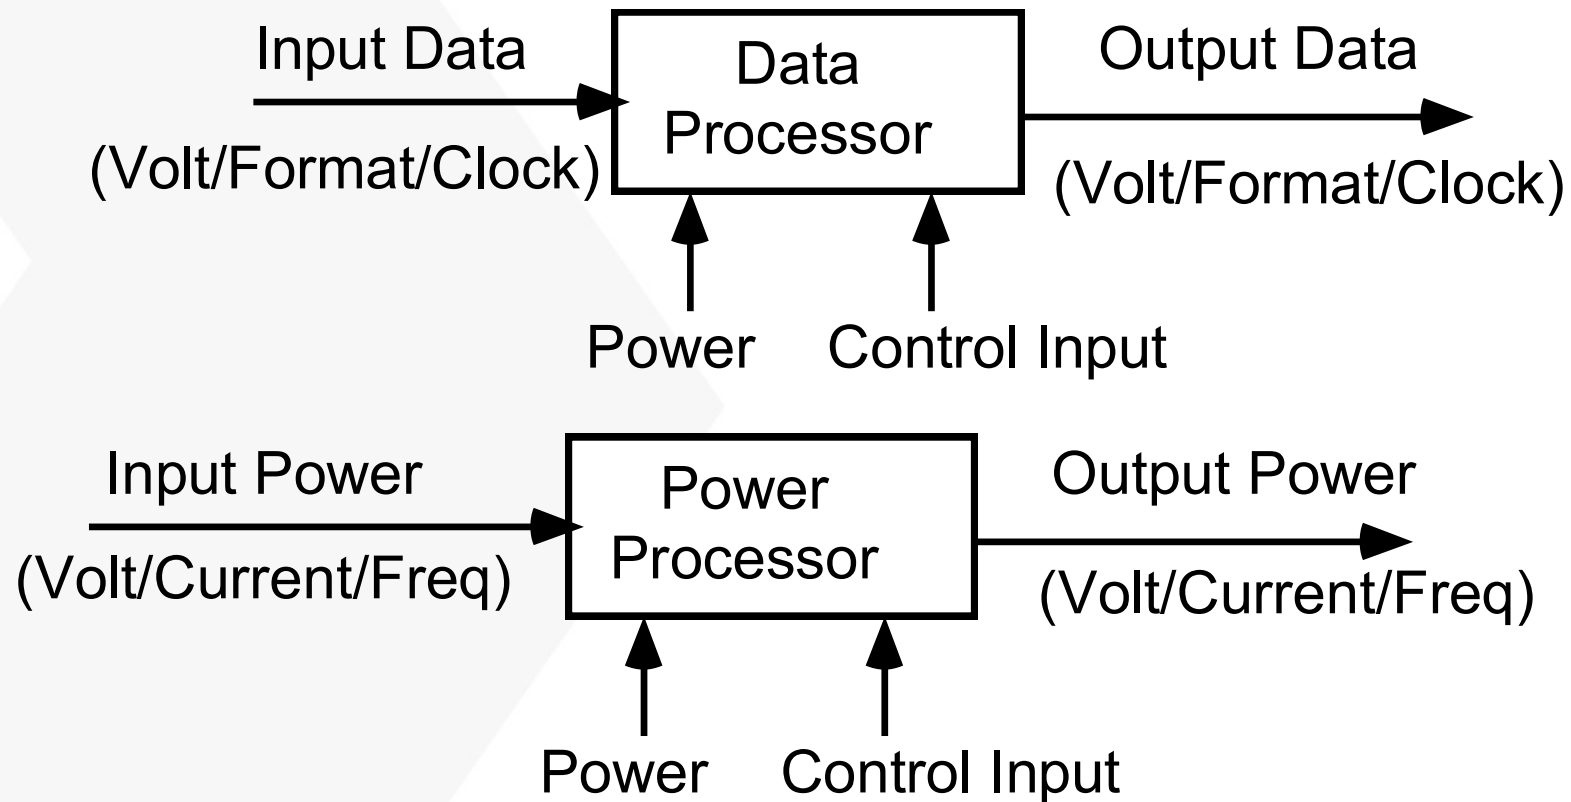 Input Data
Data
Output Data
Processor
(Volt/Format/Clock)
(Volt/Format/Clock)
Power
Control Input
Input Power
Power
Output Power
Processor
(Volt/Current/Freq)
(Volt/Current/Freq)
Power
Control Input